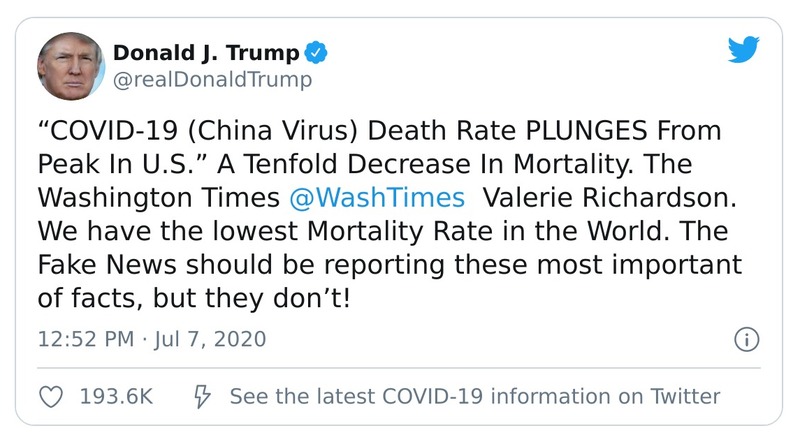 Donald J. Trump
@realDonaldTrump
“COVID-19 (China Virus) Death Rate PLUNGES From
Peak In U.S.” A Tenfold Decrease In Mortality. The
Washington Times @WashTimes  Valerie Richardson.
We have the lowest Mortality Rate in the World. The
Fake News should be reporting these most important
of facts, but they don’t!
12:52 PM · Jul 7, 2020
193.6K See the latest COVID-19 information on Twitter